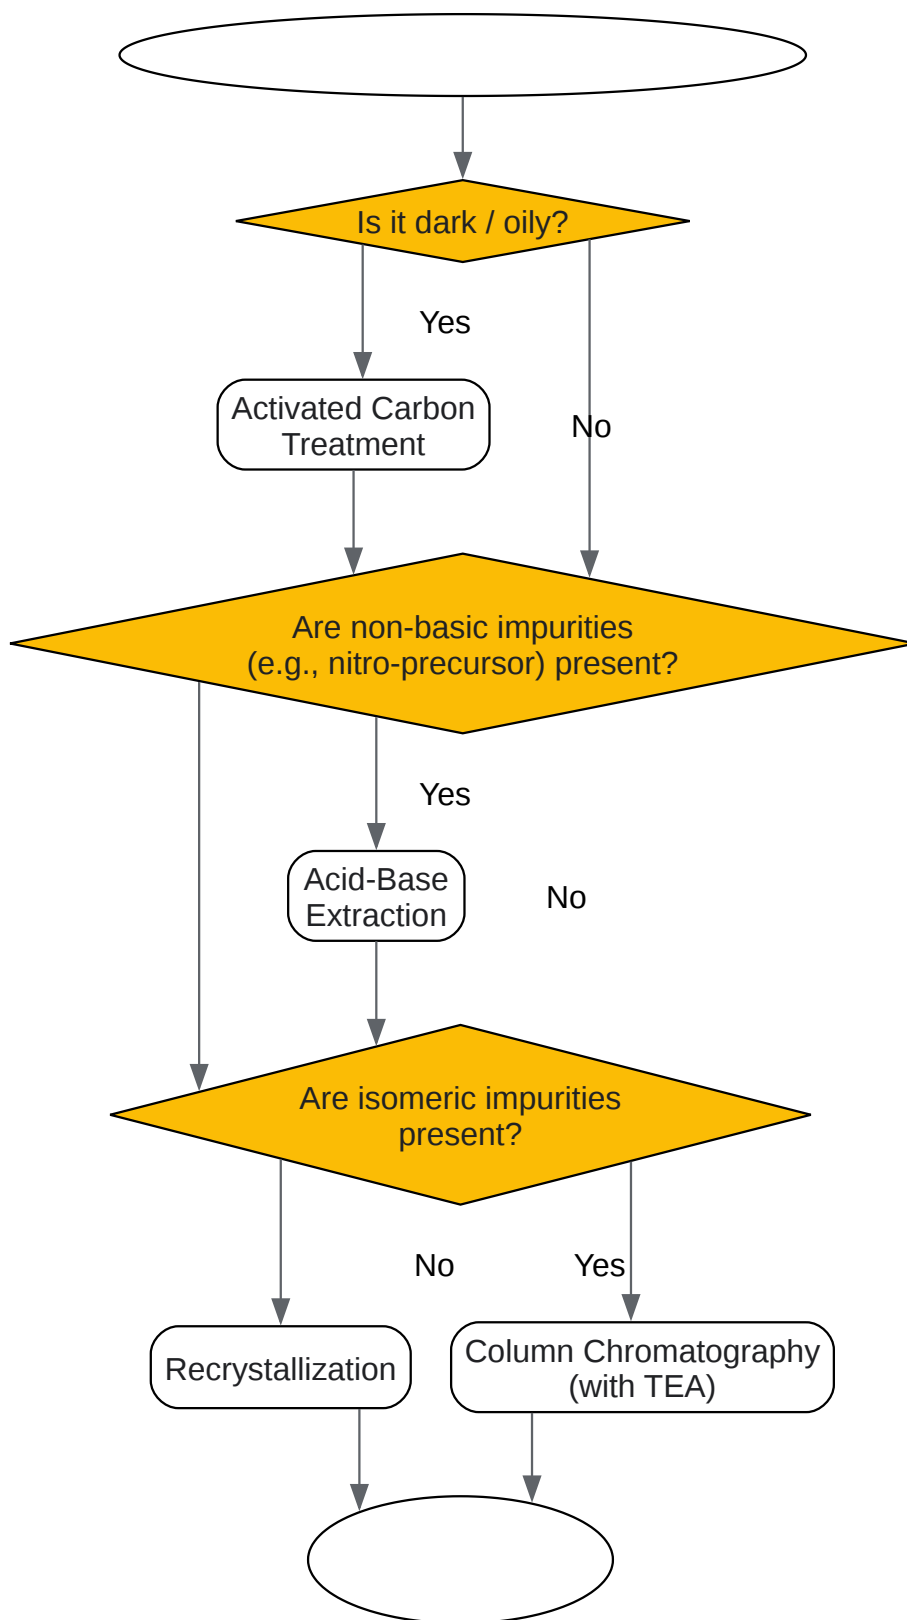 Is it dark / oily?
Yes
Activated Carbon
Treatment
No
Are non-basic impurities
(e.g., nitro-precursor) present?
Yes
Acid-Base
Extraction
No
Are isomeric impurities
present?
No
Yes
Recrystallization
Column Chromatography
(with TEA)